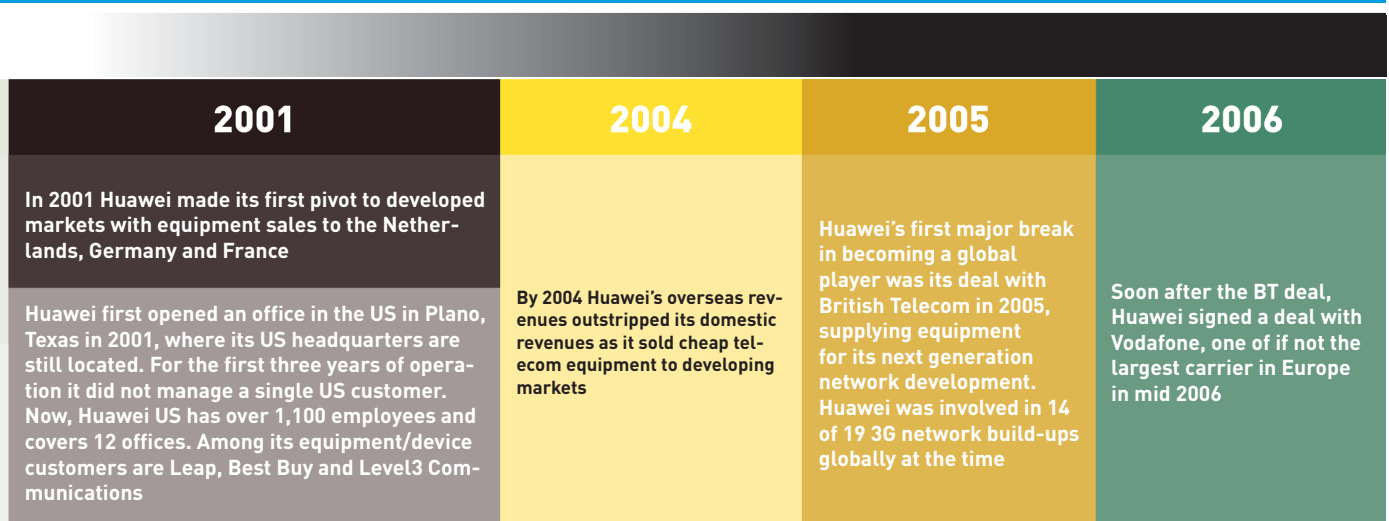 2001
In 2001 Huawei made its first pivot to developed
markets with equipment sales to the Nether-
lands, Germany and France
Huawei first opened an office in the US in Plano,
Texas in 2001, where its US headquarters are
still located. For the first three years of opera-
tion it did not manage a single US customer.
Now, Huawei US has over 1,100 employees and
covers 12 offices. Among its equipment/device
customers are Leap, Best Buy and Level3 Com-
munications
2004
By 2004 Huawei’s overseas rev-
enues outstripped its domestic
revenues as it sold cheap tel-
ecom equipment to developing
markets
2005
Huawei’s first major break
in becoming a global
player was its deal with
British Telecom in 2005,
supplying equipment
for its next generation
network development.
Huawei was involved in 14
of 19 3G network build-ups
globally at the time
2006
Soon after the BT deal,
Huawei signed a deal with
Vodafone, one of if not the
largest carrier in Europe
in mid 2006